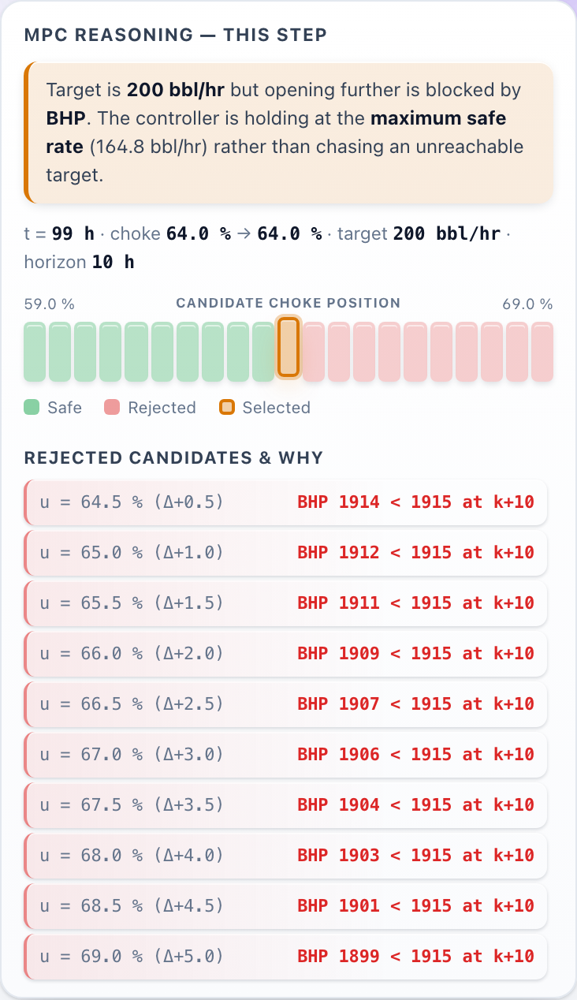 MPC REASONING — THIS STEP
Target is 200 bbl/hr but opening further is blocked by
BHP. The controller is holding at the maximum safe
rate (164.8 bbl/hr) rather than chasing an unreachable
target.
t = 99 h · choke 64.0 % → 64.0 % · target 200 bbl/hr ·
horizon 10 h
59.0 % CANDIDATE CHOKE POSITION 69.0 %
Safe Rejected Selected
REJECTED CANDIDATES & WHY
u = 64.5 % (Δ+0.5) BHP 1914 < 1915 at k+10
u = 65.0 % (Δ+1.0) BHP 1912 < 1915 at k+10
u = 65.5 % (Δ+1.5) BHP 1911 < 1915 at k+10
u = 66.0 % (Δ+2.0) BHP 1909 < 1915 at k+10
u = 66.5 % (Δ+2.5) BHP 1907 < 1915 at k+10
u = 67.0 % (Δ+3.0) BHP 1906 < 1915 at k+10
u = 67.5 % (Δ+3.5) BHP 1904 < 1915 at k+10
u = 68.0 % (Δ+4.0) BHP 1903 < 1915 at k+10
u = 68.5 % (Δ+4.5) BHP 1901 < 1915 at k+10
u = 69.0 % (Δ+5.0) BHP 1899 < 1915 at k+10